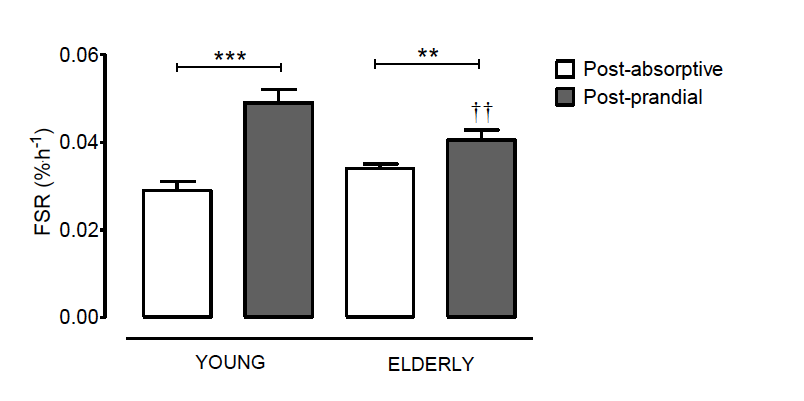 0.06
0.04
0.02
0.00
FSR (%·h-1)
***
**
††
Post-absorptive
Post-prandial
YOUNG
ELDERLY